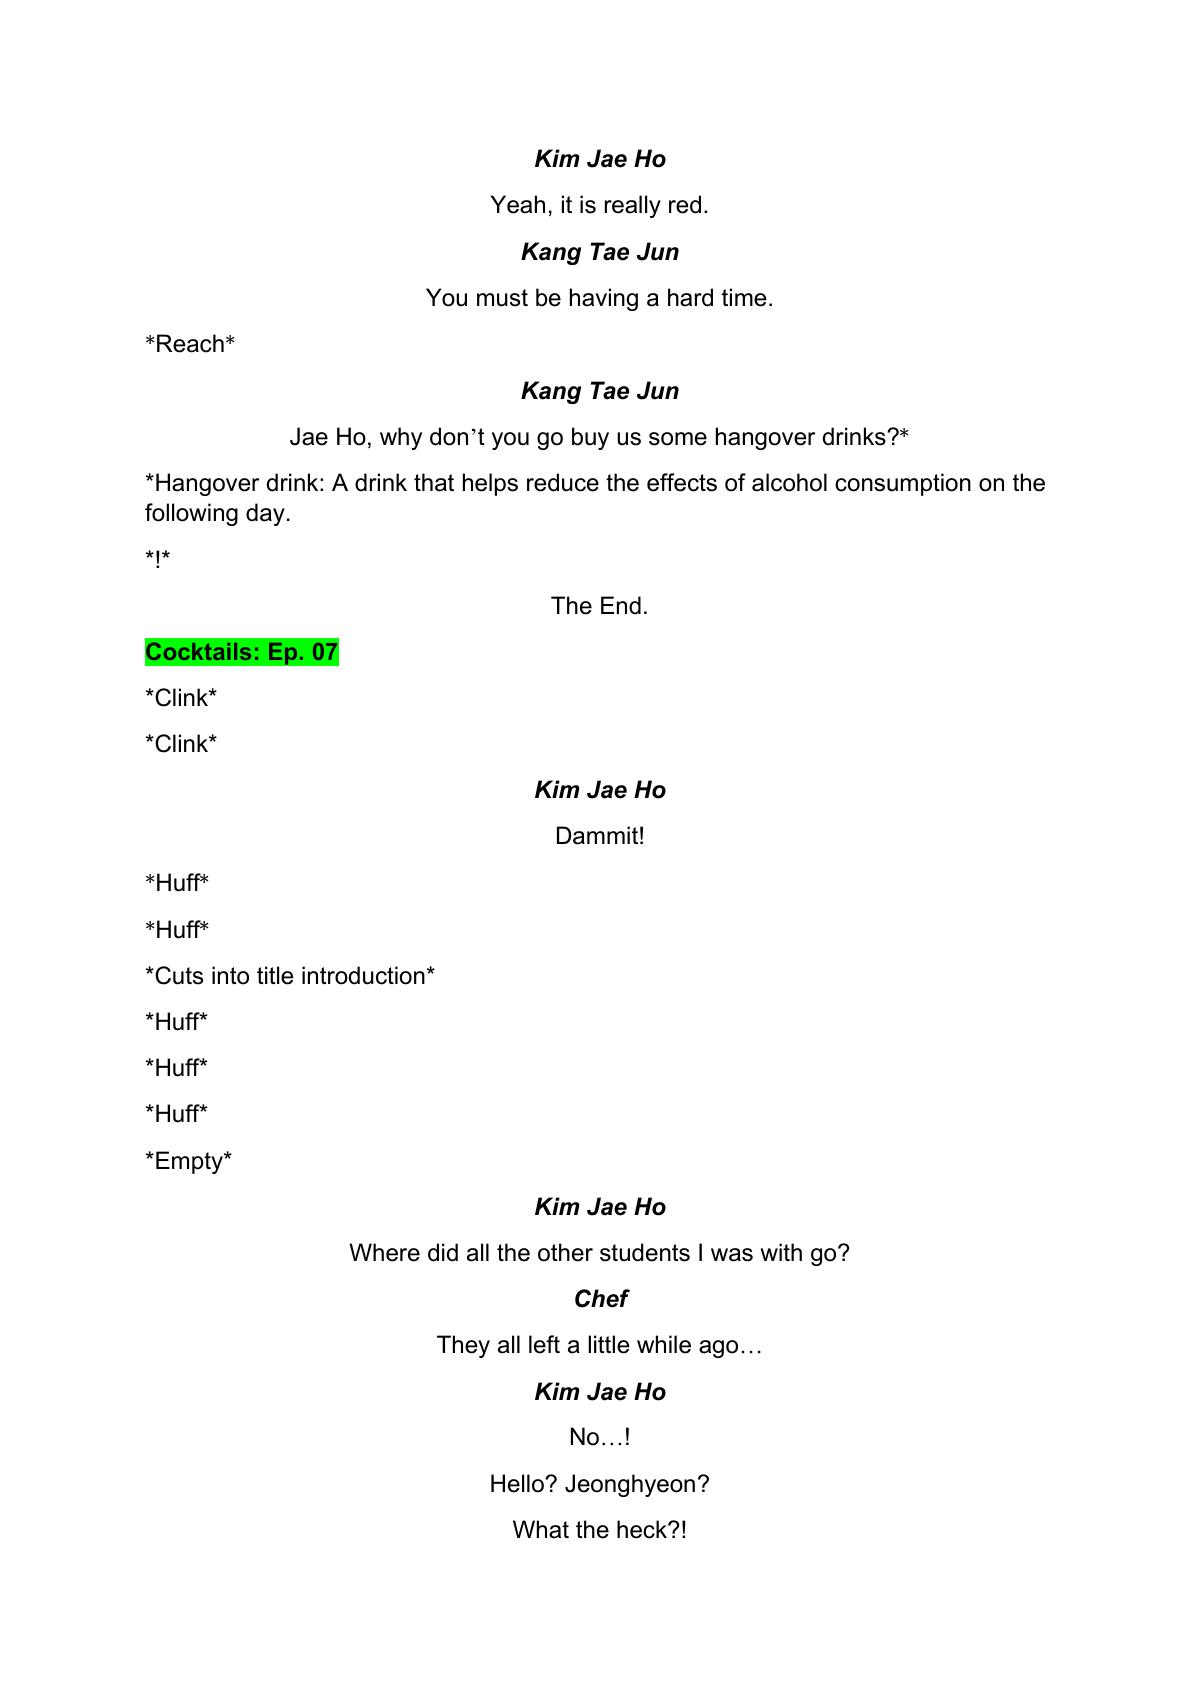 Kim Jae Ho
Yeah, it is really red.
Kang Tae Jun
You must be having a hard time.
*Reach*
Kang Tae Jun
Jae Ho, why don’t you go buy us some hangover drinks?*
*Hangover drink: A drink that helps reduce the effects of alcohol consumption on the
following day.
*!*
The End.
Cocktails: Ep. 07
*Clink*
*Clink*
Kim Jae Ho
Dammit!
*Huff*
*Huff*
*Cuts into title introduction*
*Huff*
*Huff*
*Huff*
*Empty*
Kim Jae Ho
Where did all the other students I was with go?
Chef
They all left a little while ago…
Kim Jae Ho
No…!
Hello? Jeonghyeon?
What the heck?!